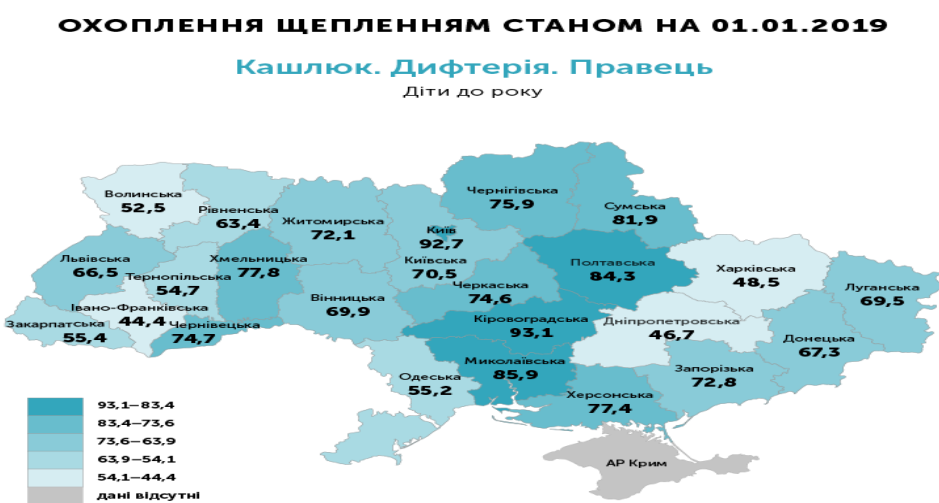 ОХОПЛЕННЯ ЩЕПЛЕННЯМ СТАНОМ НА 01.01.2019
Кашлюк. Дифтерія. Правець
Діти до року
Волинська
52,5
Рівненська
63,4
Житомирська
72,1
Київ
92,7
Київська
70,5
Чернігівська
75,9
Сумська
81,9
Львівська
66,5
Тернопільська
54,7
Хмельницька
77,8
Івано-Франківська
44,4
Закарпатська
55,4
Чернівецька
74,7
Вінницька
69,9
Черкаська
74,6
Полтавська
84,3
Харківська
48,5
Луганська
69,5
Кіровоградська
93,1
Дніпропетровська
46,7
Донецька
67,3
Миколаївська
85,9
Запорізька
72,8
Одеська
55,2
Херсонська
77,4
АР Крим
93,1—83,4
83,4—73,6
73,6—63,9
63,9—54,1
54,1—44,4
дані відсутні